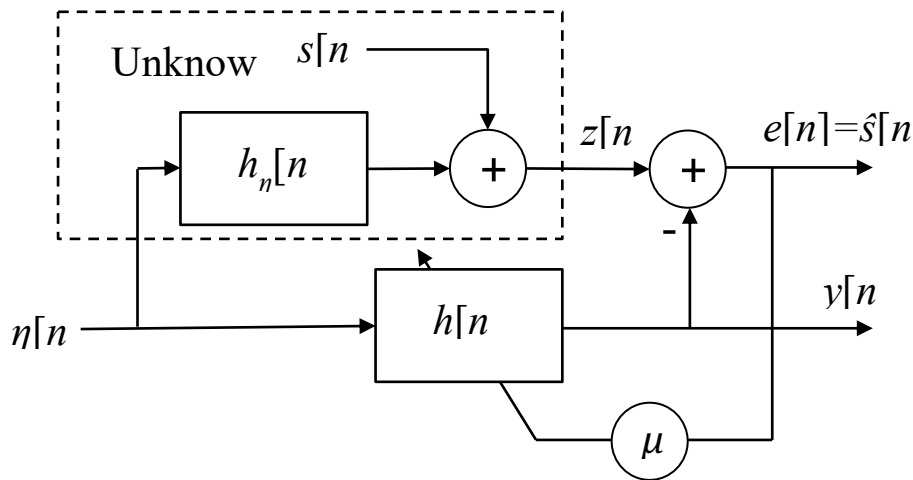 Unknow
s[n
h_n[n
+
z[n
+
e[n]=ŝ[n
-
η[n
h[n
y[n
μ